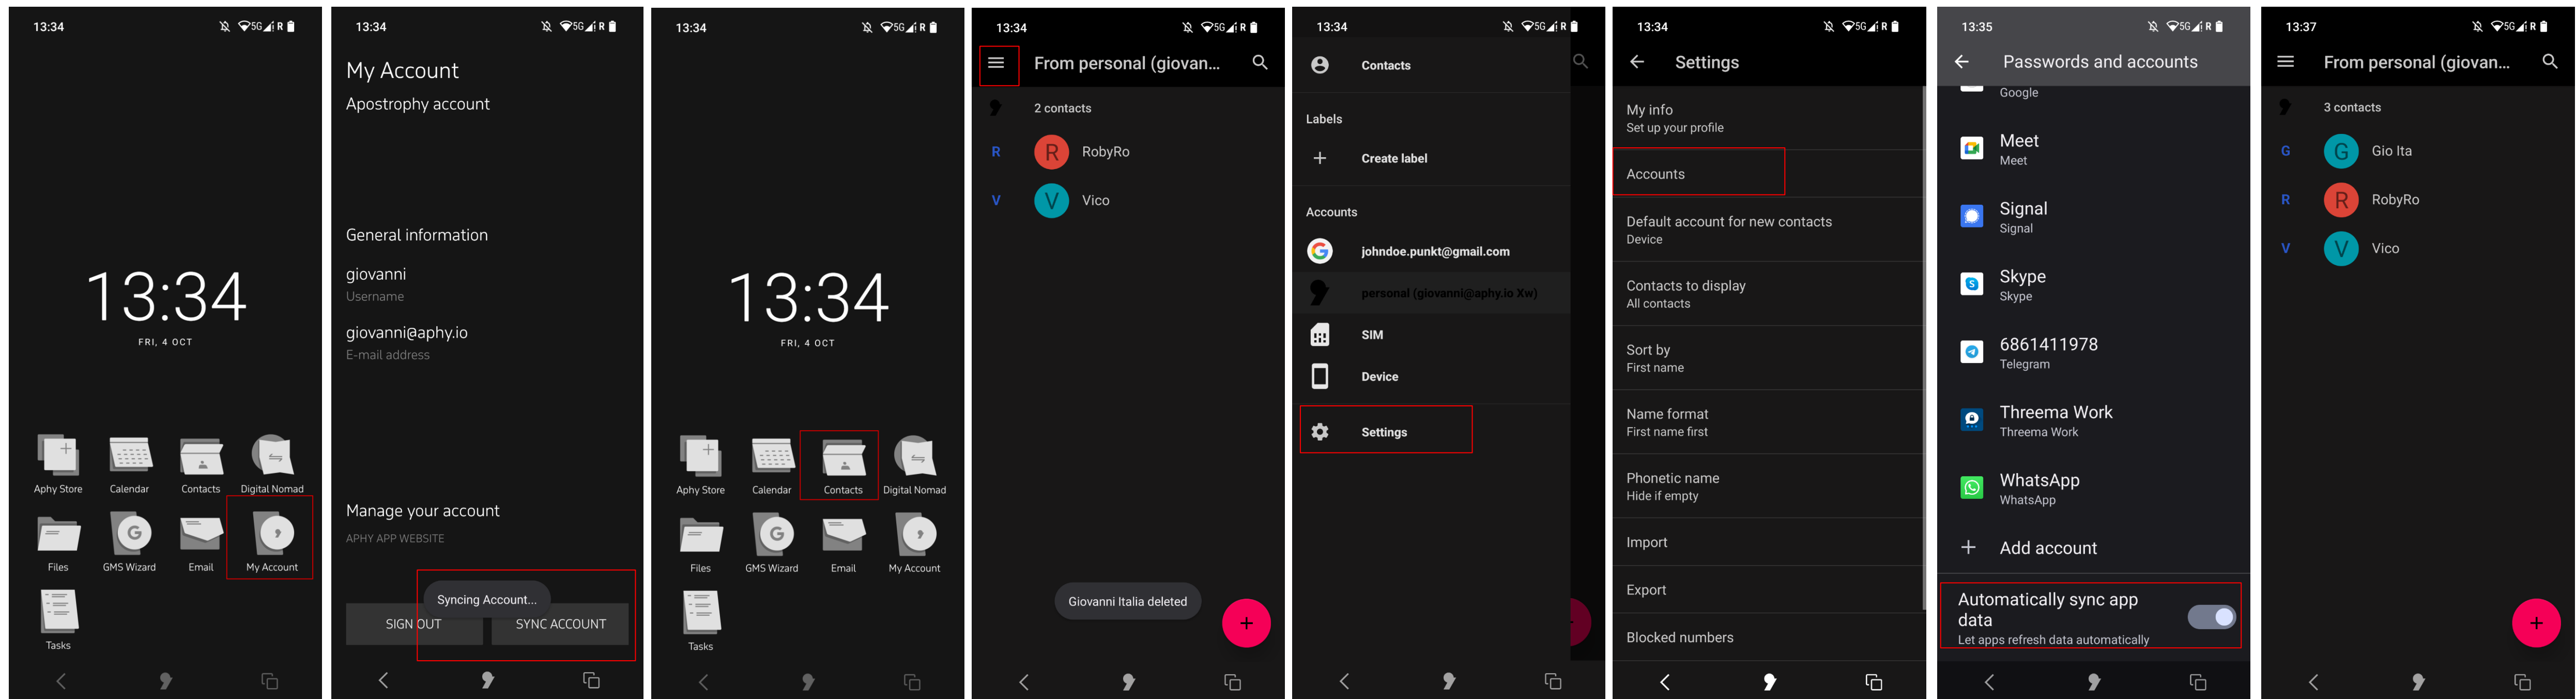 13:34
5G R
13:34
FRI, 4 OCT
Aphy Store
Calendar
Contacts
Digital Nomad
Files
G
GMS Wizard
Email
My Account
Tasks
13:34
5G R
My Account
Apostrophy account
General information
giovanni
Username
giovanni@aphy.io
E-mail address
Manage your account
APHY APP WEBSITE
Syncing Account...
SIGN OUT
SYNC ACCOUNT
13:34
5G R
13:34
FRI, 4 OCT
Aphy Store
Calendar
Contacts
Digital Nomad
Files
G
GMS Wizard
Email
My Account
Tasks
13:34
5G R
From personal (giovan...
2 contacts
R
R
RobyRo
V
V
Vico
Giovanni Italia deleted
13:34
5G R
Contacts
Labels
Create label
Accounts
G
johndoe.punkt@gmail.com
personal (giovanni@aphy.io Xw)
SIM
Device
Settings
13:34
5G R
Settings
My info
Set up your profile
Accounts
Default account for new contacts
Device
Contacts to display
All contacts
Sort by
First name
Name format
First name first
Phonetic name
Hide if empty
Import
Export
Blocked numbers
13:35
5G R
Passwords and accounts
Google
Meet
Meet
Signal
Signal
S
Skype
Skype
6861411978
Telegram
Threema Work
Threema Work
WhatsApp
WhatsApp
Add account
Automatically sync app
data
Let apps refresh data automatically
13:37
5G R
From personal (giovan...
3 contacts
G
G
Gio Ita
R
R
RobyRo
V
V
Vico